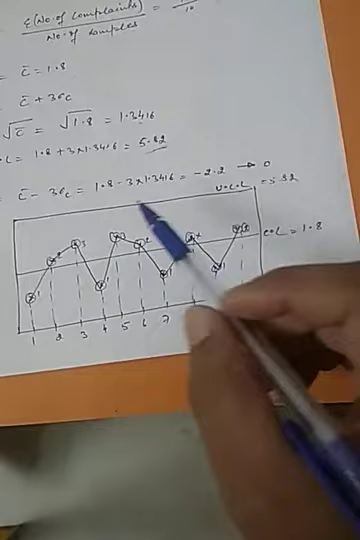 Σ(No. of Complaints) =
No. of Samples
10
= C̄ = 1.8
C̄ + 3σc
√C̄ = √1.8 = 1.3416
.L = 1.8 + 3×1.3416 = 5.82
= C̄ - 3σc = 1.8 - 3×1.3416 = -2.2 → 0
U.C.L = 5.82
C.L = 1.8
1 2 3 4 5 6 7